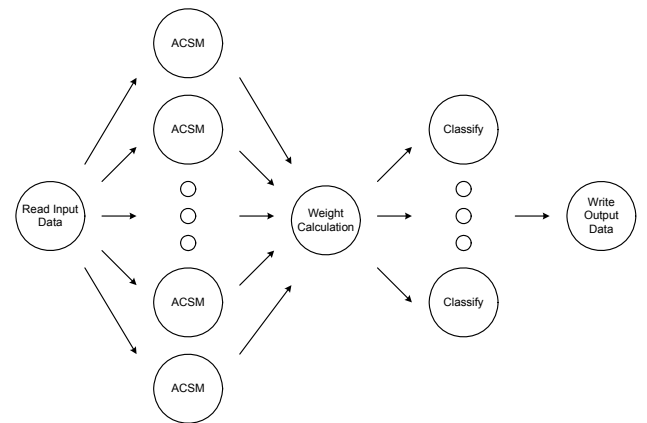 ACSM
ACSM
Read Input
Data
ACSM
ACSM
Weight
Calculation
Classify
Classify
Write
Output
Data